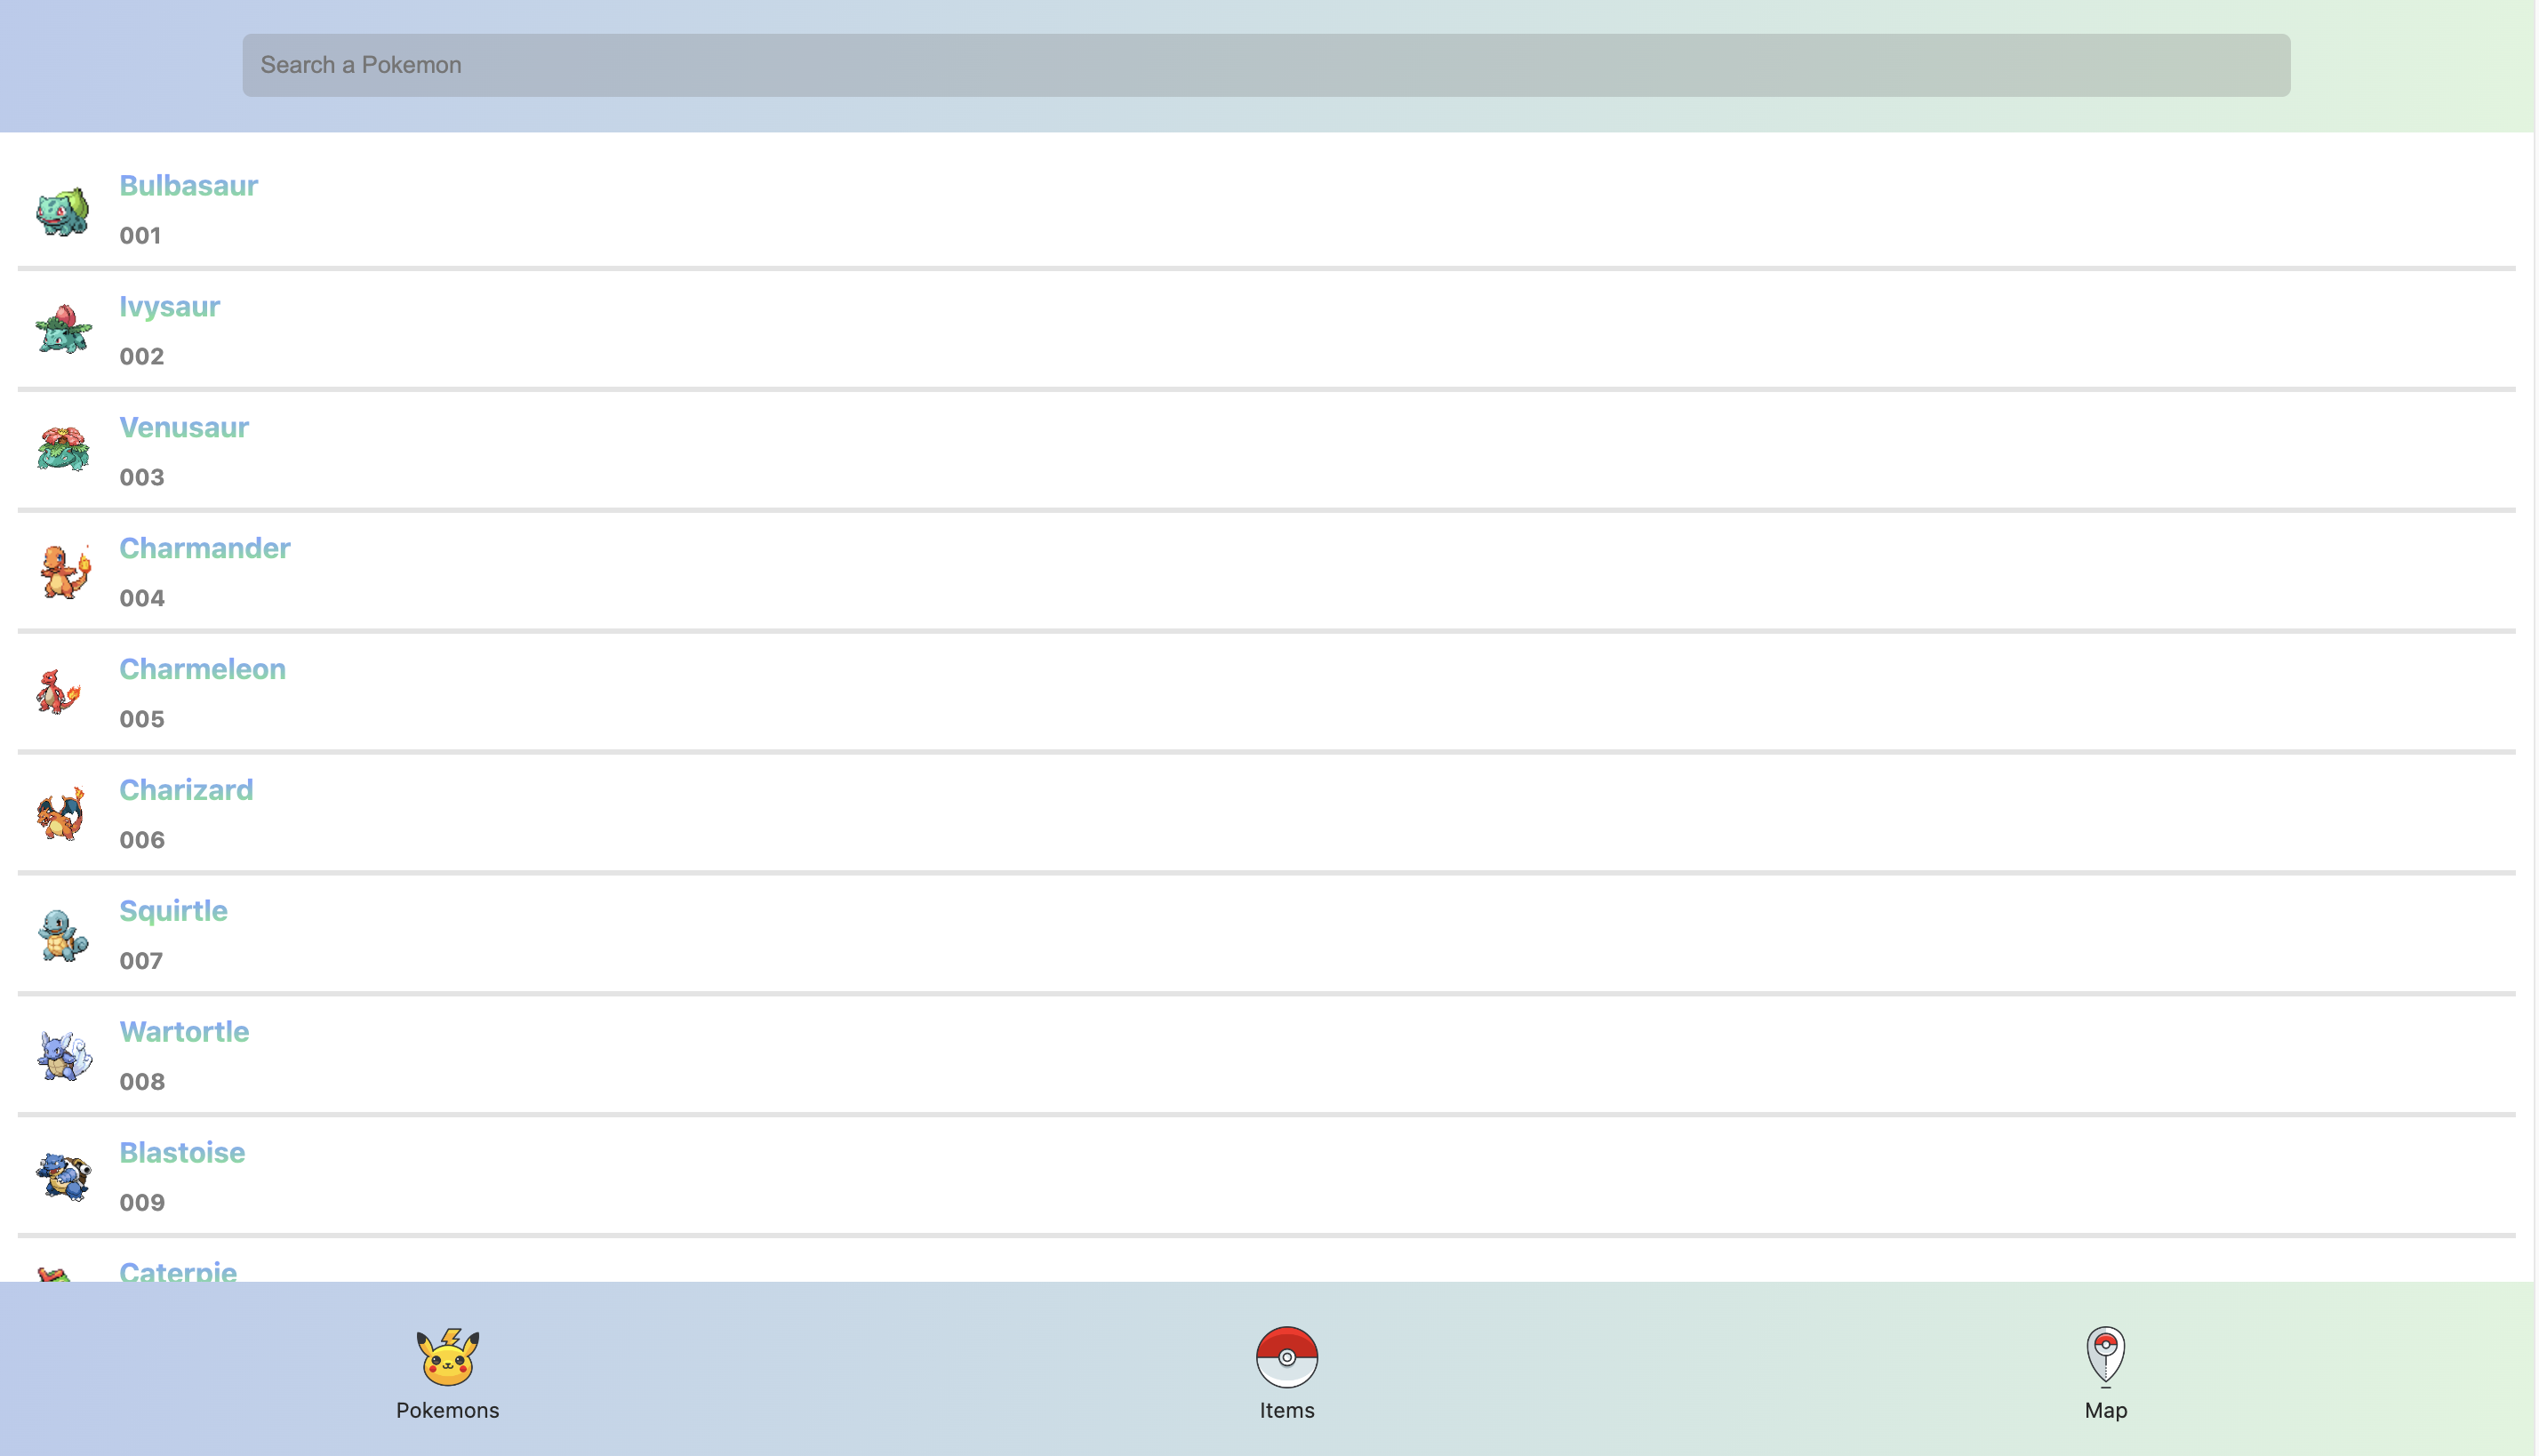 Search a Pokemon
Bulbasaur
001
Ivysaur
002
Venusaur
003
Charmander
004
Charmeleon
005
Charizard
006
Squirtle
007
Wartortle
008
Blastoise
009
Caterpie
Pokemons
Items
Map